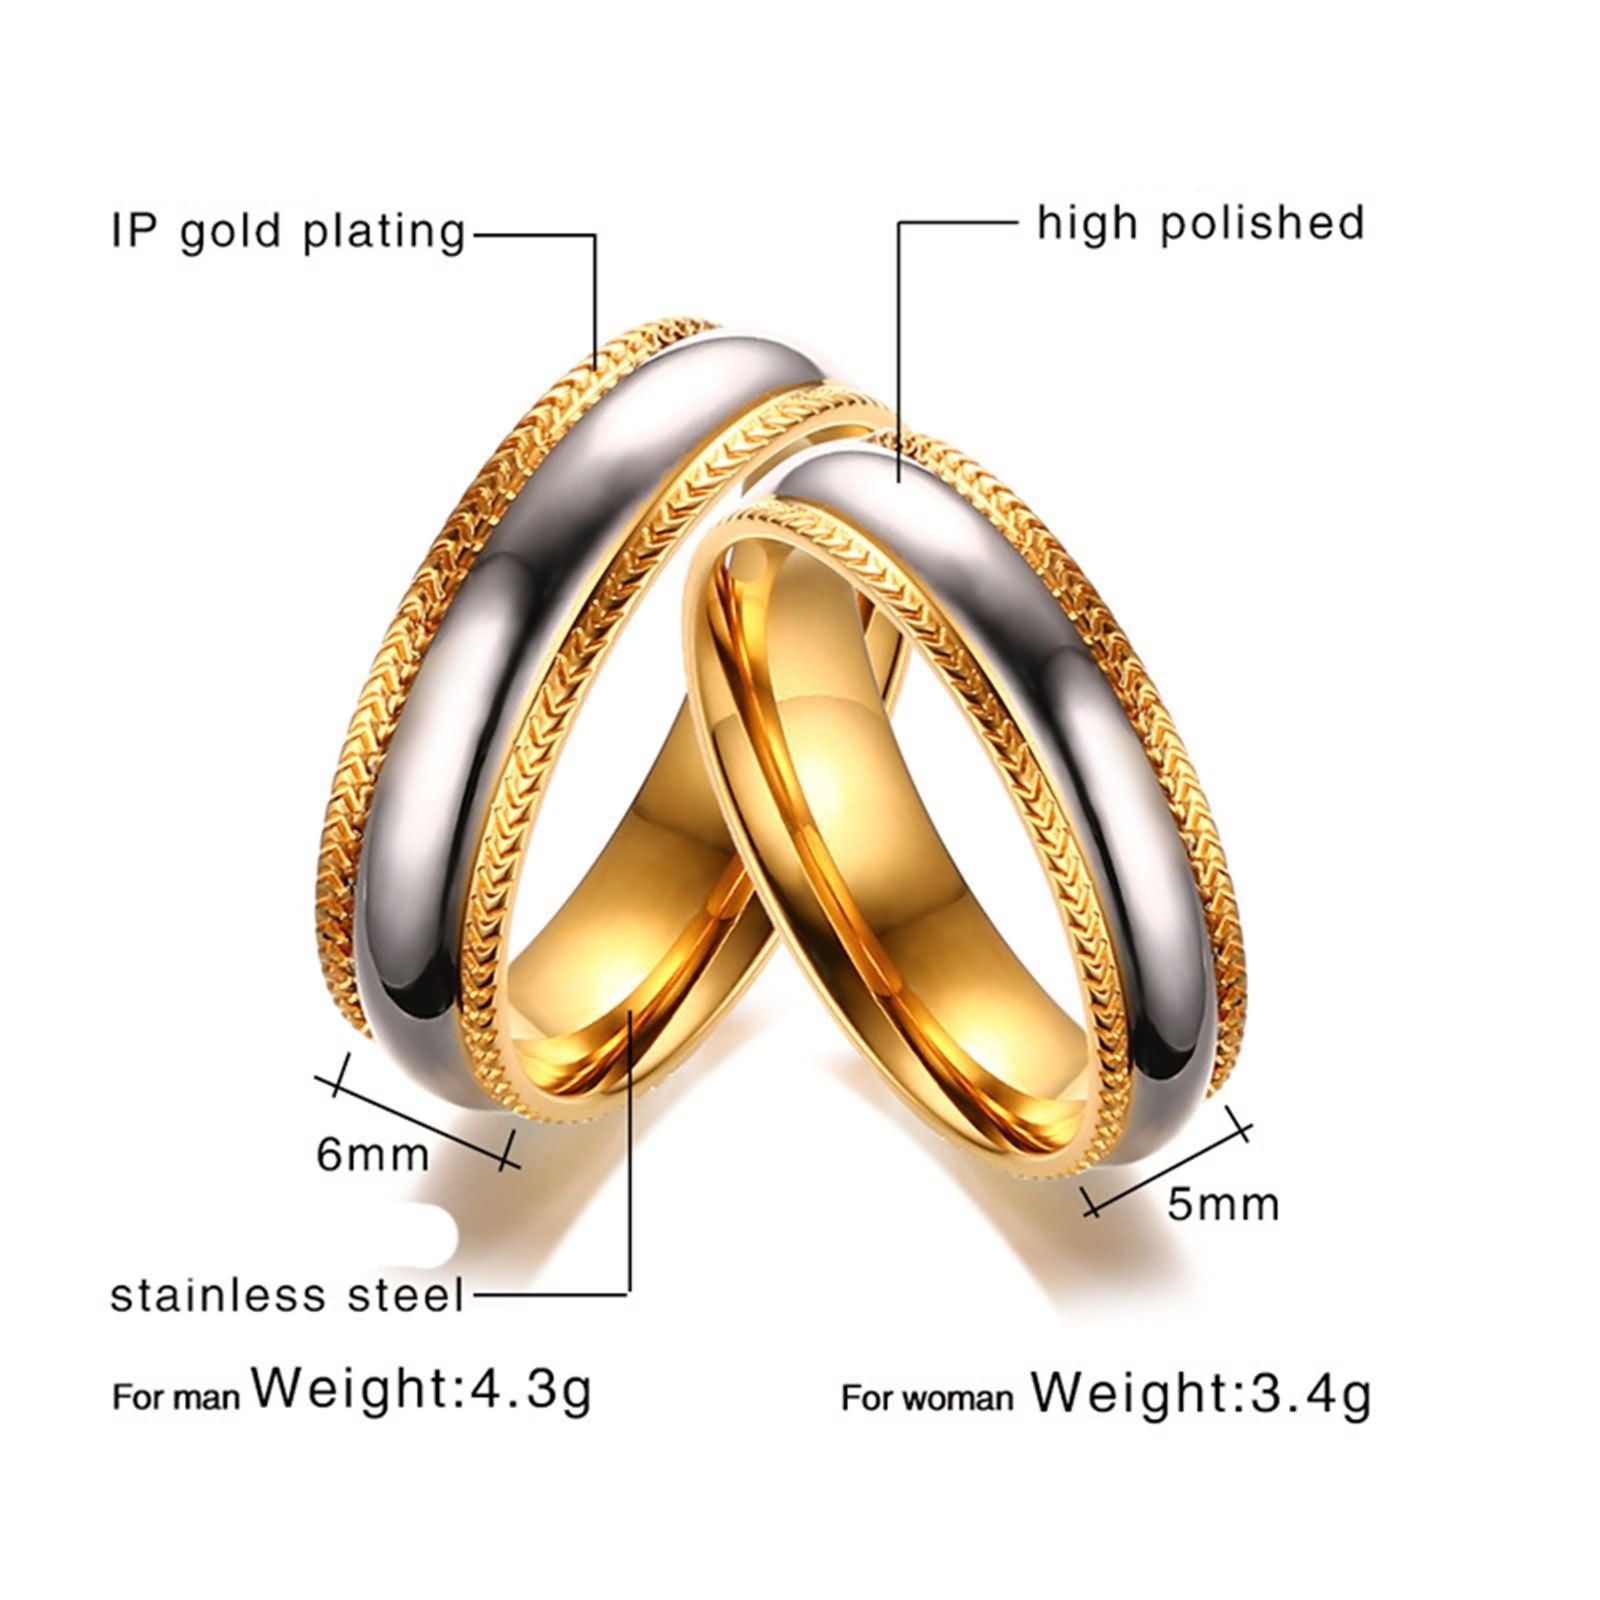 IP gold plating
high polished
6mm
5mm
stainless steel
For man Weight:4.3g
For woman Weight:3.4g